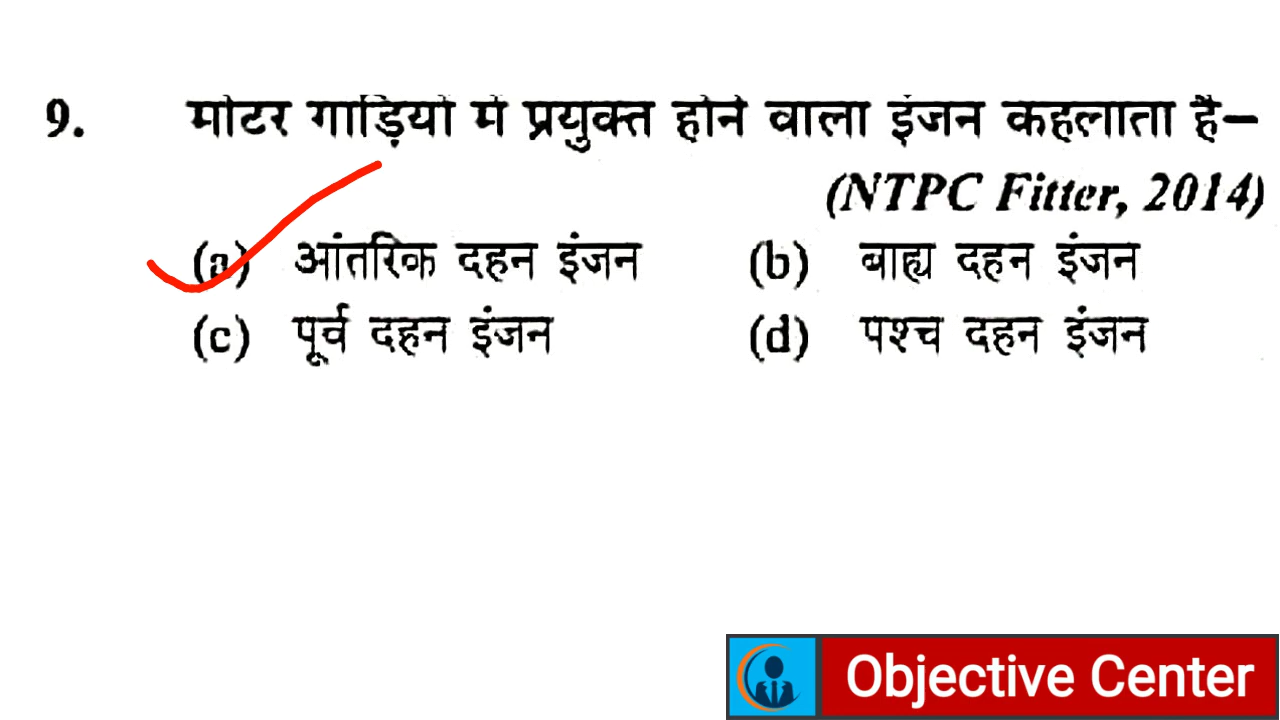 9. मोटर गाड़ियों में प्रयुक्त होने वाला इंजन कहलाता है–
(NTPC Fitter, 2014)
(a) आंतरिक दहन इंजन (b) बाह्य दहन इंजन
(c) पूर्व दहन इंजन (d) पश्च दहन इंजन
Objective Center